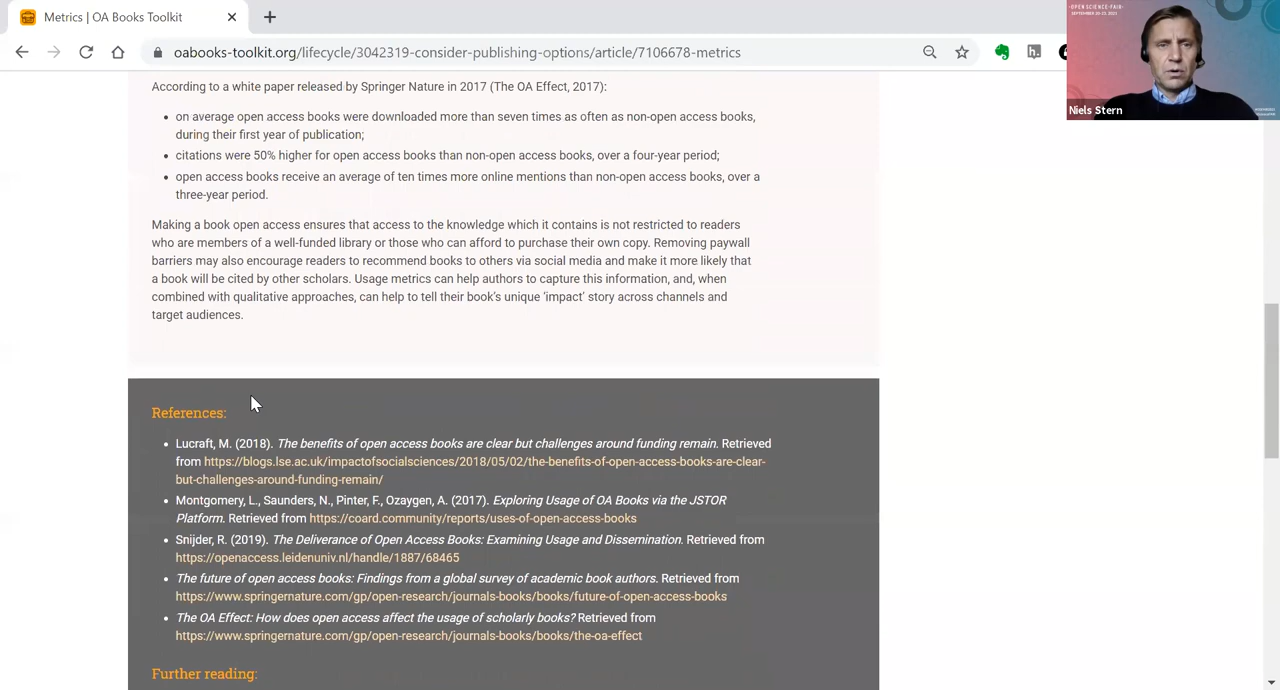 Metrics | OA Books Toolkit
oabooks-toolkit.org/lifecycle/3042319-consider-publishing-options/article/7106678-metrics
h.
OPEN SCIENCE FAIR
SEPTEMBER 20-23, 2021
Niels Stern
According to a white paper released by Springer Nature in 2017 (The OA Effect, 2017):
• on average open access books were downloaded more than seven times as often as non-open access books,
during their first year of publication;
• citations were 50% higher for open access books than non-open access books, over a four-year period;
• open access books receive an average of ten times more online mentions than non-open access books, over a
three-year period.
Making a book open access ensures that access to the knowledge which it contains is not restricted to readers
who are members of a well-funded library or those who can afford to purchase their own copy. Removing paywall
barriers may also encourage readers to recommend books to others via social media and make it more likely that
a book will be cited by other scholars. Usage metrics can help authors to capture this information, and, when
combined with qualitative approaches, can help to tell their book's unique 'impact' story across channels and
target audiences.
References:
• Lucraft, M. (2018). The benefits of open access books are clear but challenges around funding remain. Retrieved
from https://blogs.lse.ac.uk/impactofsocialsciences/2018/05/02/the-benefits-of-open-access-books-are-clear-
but-challenges-around-funding-remain/
• Montgomery, L., Saunders, N., Pinter, F., Ozaygen, A. (2017). Exploring Usage of OA Books via the JSTOR
Platform. Retrieved from https://coard.community/reports/uses-of-open-access-books
• Snijder, R. (2019). The Deliverance of Open Access Books: Examining Usage and Dissemination. Retrieved from
https://openaccess.leidenuniv.nl/handle/1887/68465
• The future of open access books: Findings from a global survey of academic book authors. Retrieved from
https://www.springernature.com/gp/open-research/journals-books/books/future-of-open-access-books
• The OA Effect: How does open access affect the usage of scholarly books? Retrieved from
https://www.springernature.com/gp/open-research/journals-books/books/the-oa-effect
Further reading: